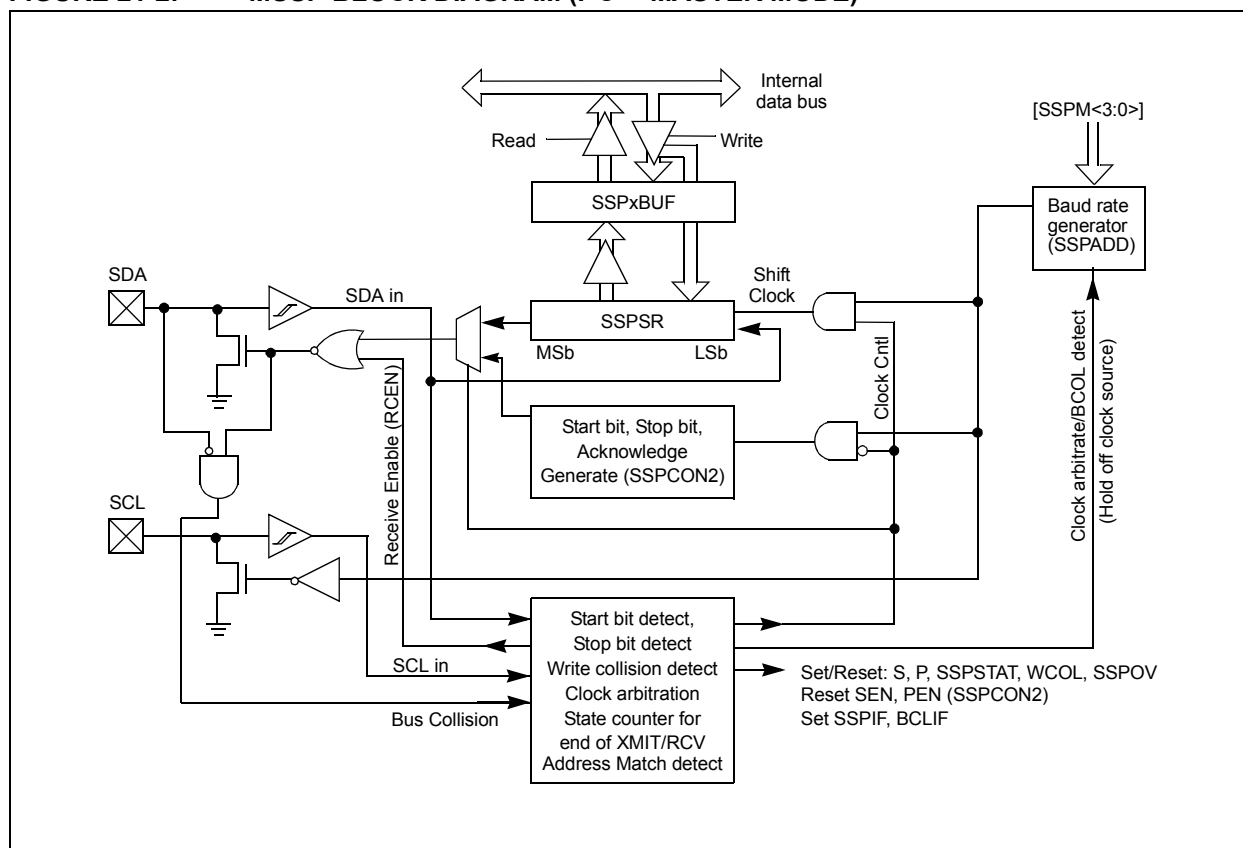 Internal
data bus
[SSPM<3:0>]
Read
Write
SSPxBUF
Baud rate
generator
(SSPADD)
SDA
SDA in
Shift
Clock
SSPSR
MSb
LSb
Start bit, Stop bit,
Acknowledge
Generate (SSPCON2)
Clock Cntl
Receive Enable (RCEN)
Clock arbitrate/BCOL detect
(Hold off clock source)
SCL
SCL in
Bus Collision
Start bit detect,
Stop bit detect
Write collision detect
Clock arbitration
State counter for
end of XMIT/RCV
Address Match detect
Set/Reset: S, P, SSPSTAT, WCOL, SSPOV
Reset SEN, PEN (SSPCON2)
Set SSPIF, BCLIF